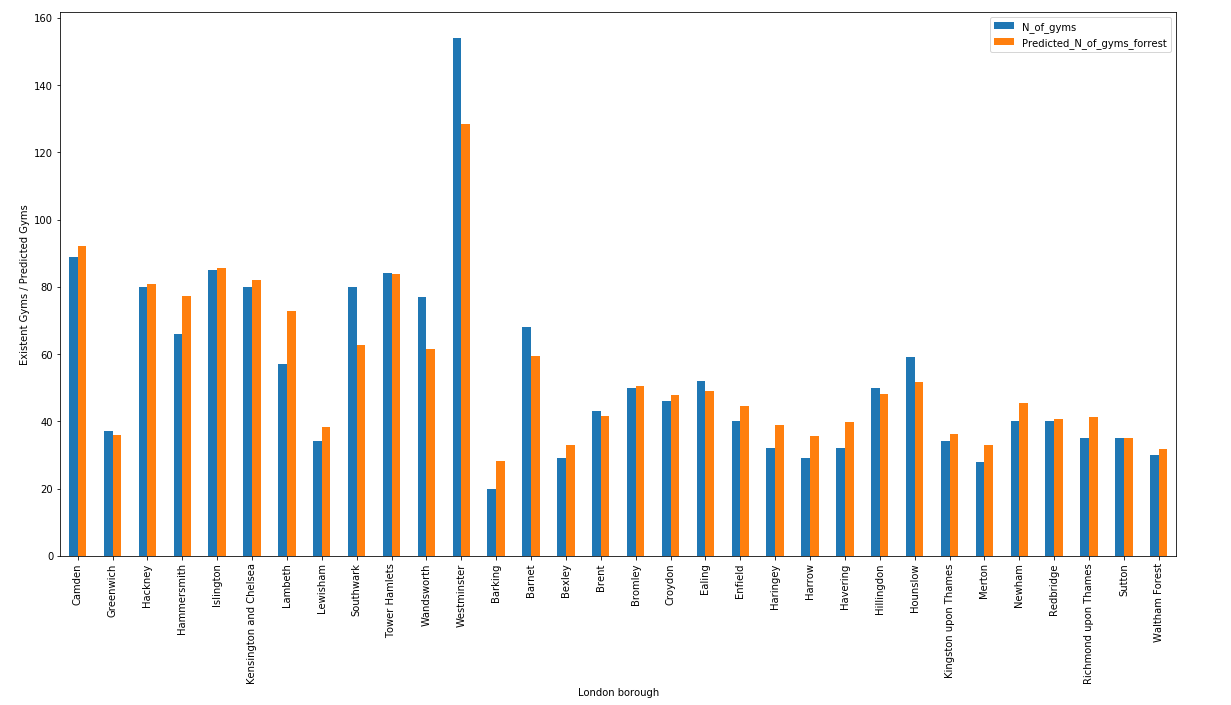 160
140
120
100
80
60
40
20
0
Existent Gyms / Predicted Gyms
N_of_gyms
Predicted_N_of_gyms_forrest
Camden
Greenwich
Hackney
Hammersmith
Islington
Kensington and Chelsea
Lambeth
Lewisham
Southwark
Tower Hamlets
Wandsworth
Westminster
Barking
Barnet
Bexley
Brent
Bromley
Croydon
Ealing
Enfield
Haringey
Harrow
Havering
Hillingdon
Hounslow
Kingston upon Thames
Merton
Newham
Redbridge
Richmond upon Thames
Sutton
Waltham Forest
London borough